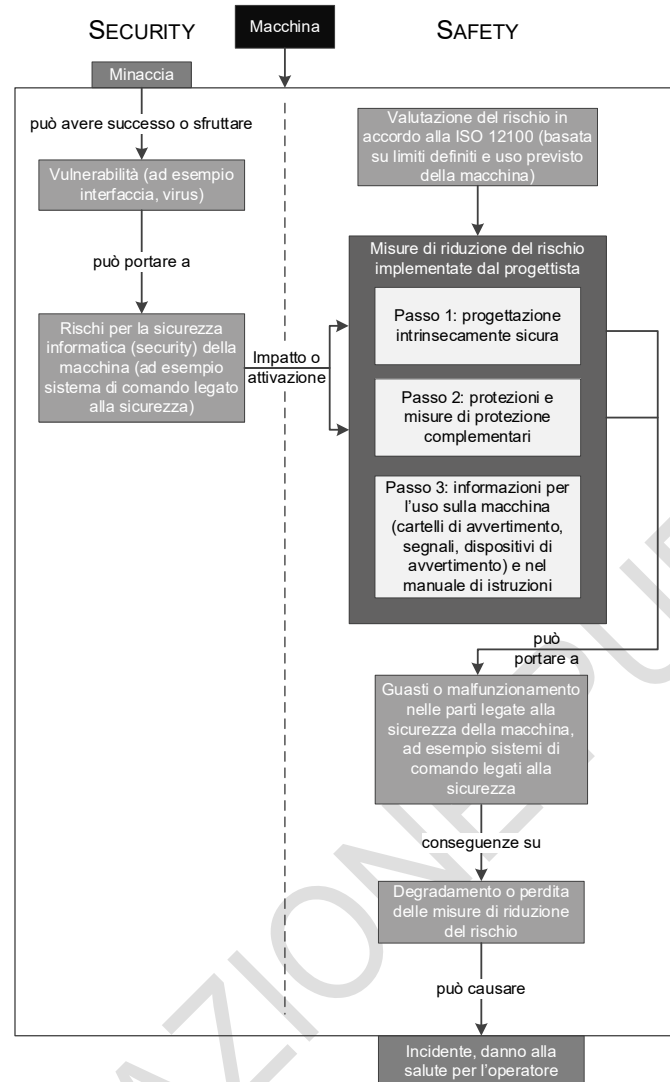 SECURITY
Macchina
SAFETY
Minaccia
può avere successo o sfruttare
Vulnerabilità (ad esempio
interfaccia, virus)
può portare a
Rischi per la sicurezza
informatica (security) della
macchina (ad esempio
sistema di comando legato
alla sicurezza)
Impatto o
attivazione
Valutazione del rischio in
accordo alla ISO 12100 (basata
su limiti definiti e uso previsto
della macchina)
Misure di riduzione del rischio
implementate dal progettista
Passo 1: progettazione
intrinsecamente sicura
Passo 2: protezioni e
misure di protezione
complementari
Passo 3: informazioni per
l'uso sulla macchina
(cartelli di avvertimento,
segnali, dispositivi di
avvertimento) e nel
manuale di istruzioni
può
portare a
Guasti o malfunzionamento
nelle parti legate alla
sicurezza della macchina,
ad esempio sistemi di
comando legati alla
sicurezza
conseguenze su
Degradamento o perdita
delle misure di riduzione
del rischio
può causare
Incidente, danno alla
salute per l'operatore